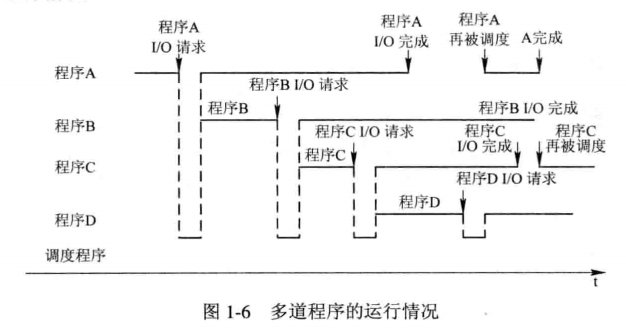 程序A
I/O 请求
程序A
I/O 完成
程序A
再被调度
A完成
程序A
程序B I/O 请求
程序B
程序B I/O 完成
程序B
程序C I/O 请求
程序C
I/O 完成
程序C
再被调度
程序C
程序C
程序D I/O 请求
程序D
程序D
调度程序
t
图 1-6 多道程序的运行情况